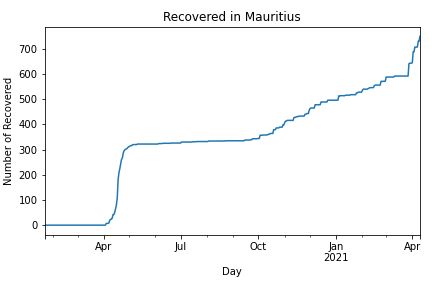 Recovered in Mauritius
Number of Recovered
700
600
500
400
300
200
100
0
Apr
Jul
Oct
Jan
2021
Apr
Day